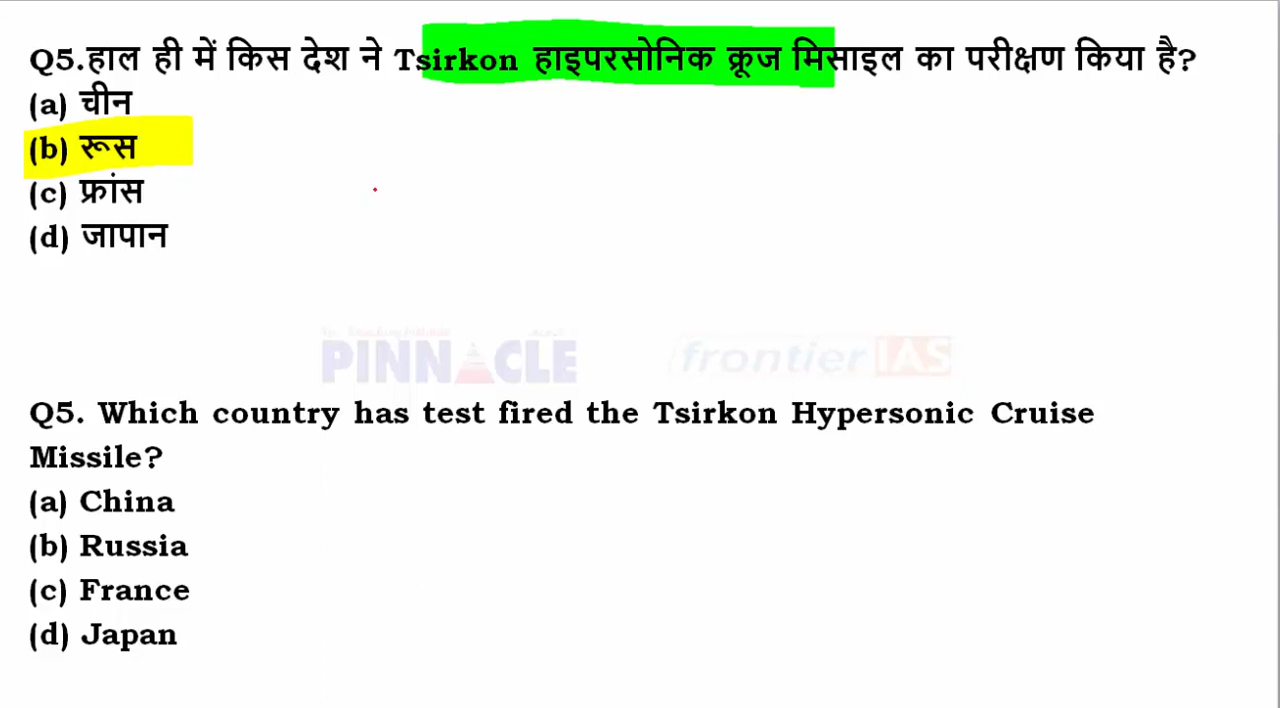 Q5.हाल ही में किस देश ने Tsirkon हाइपरसोनिक क्रूज मिसाइल का परीक्षण किया है?
(a) चीन
(b) रूस
(c) फ्रांस
(d) जापान
PINNACLE frontier IAS
Q5. Which country has test fired the Tsirkon Hypersonic Cruise
Missile?
(a) China
(b) Russia
(c) France
(d) Japan